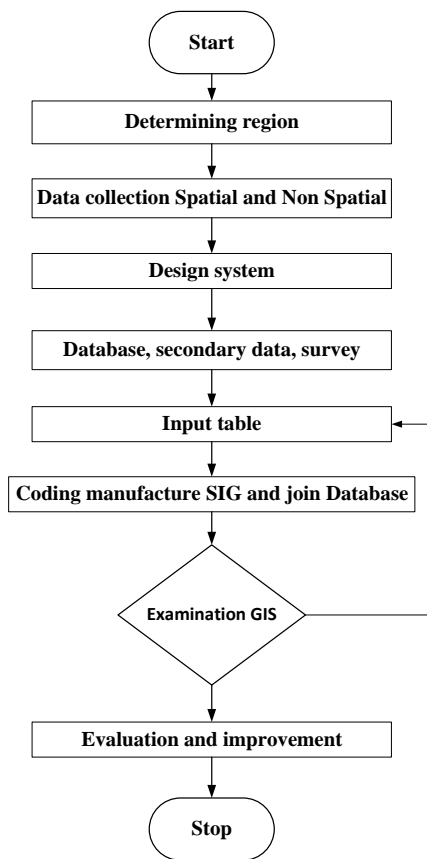 Start
Determining region
Data collection Spatial and Non Spatial
Design system
Database, secondary data, survey
Input table
Coding manufacture SIG and join Database
Examination GIS
Evaluation and improvement
Stop